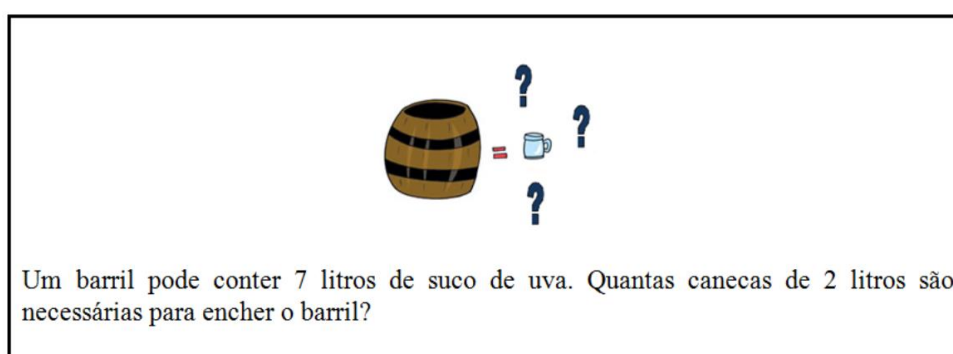 ?
?
=
?
Um barril pode conter 7 litros de suco de uva. Quantas canecas de 2 litros são
necessárias para encher o barril?